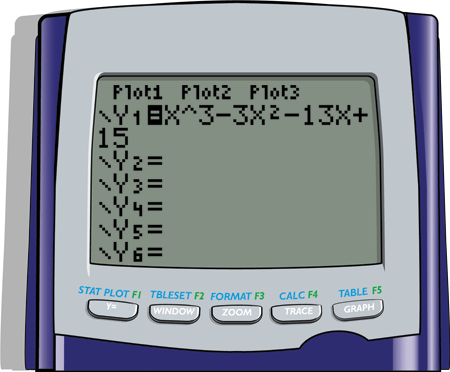 Plot1 Plot2 Plot3
\Y1=X^3-3X²-13X+
15
\Y2=
\Y3=
\Y4=
\Y5=
\Y6=
STAT PLOT F1 TBLSET F2 FORMAT F3 CALC F4 TABLE F5
Y= WINDOW ZOOM TRACE GRAPH